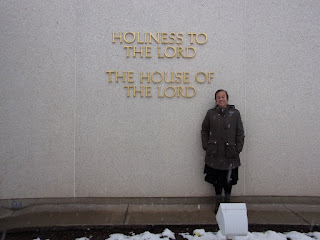 HOLINESS TO
THE LORD
THE HOUSE OF
THE LORD